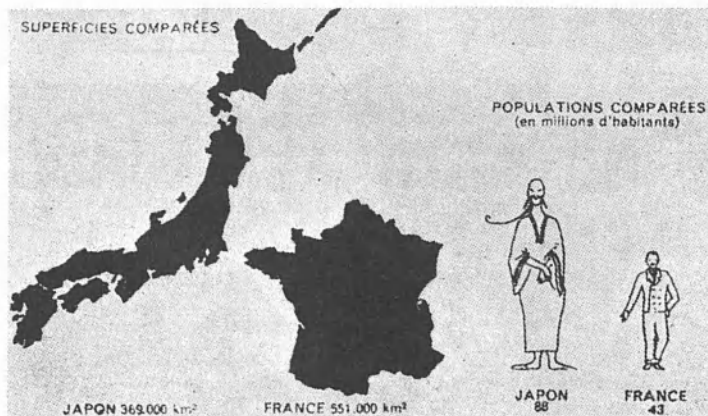 SUPERFICIES COMPARÉES
POPULATIONS COMPARÉES
(en millions d'habitants)
JAPON 369.000 km²
FRANCE 551.000 km²
JAPON
88
FRANCE
43